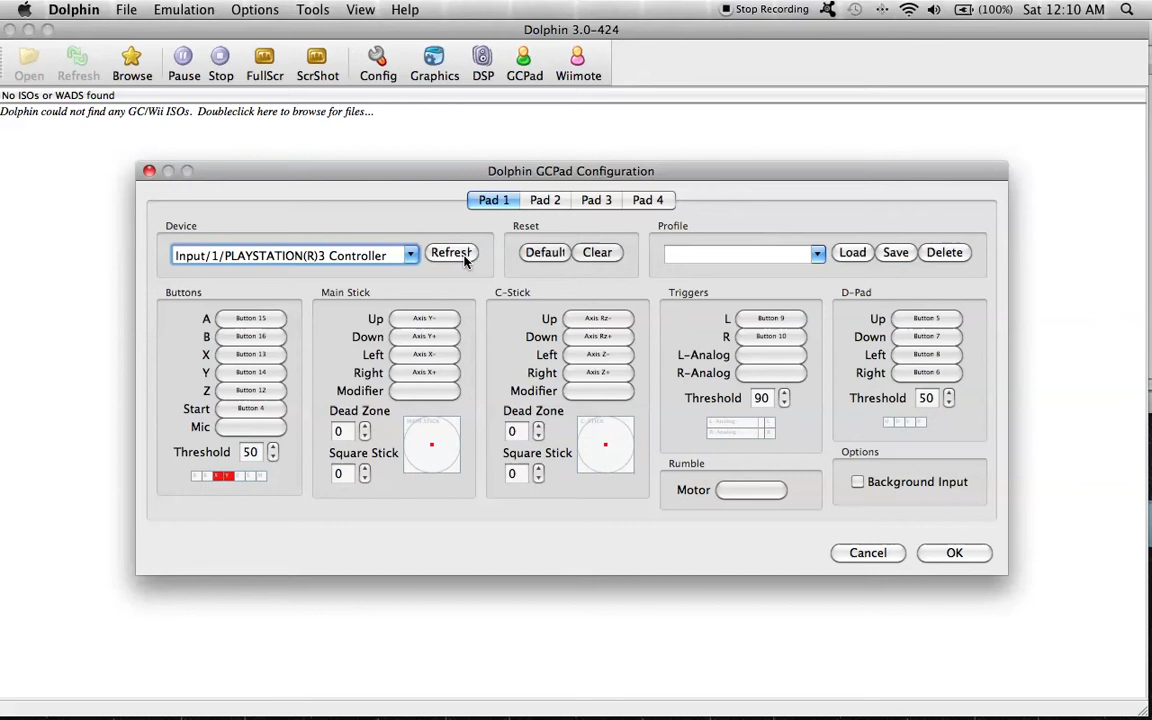 Dolphin File Emulation Options Tools View Help Stop Recording (100%) Sat 12:10 AM
Dolphin 3.0-424
Open Refresh Browse Pause Stop FullScr ScrShot Config Graphics DSP GCPad Wiimote
No ISOs or WADS found
Dolphin could not find any GC/Wii ISOs. Doubleclick here to browse for files...
Dolphin GCPad Configuration
Pad 1 Pad 2 Pad 3 Pad 4
Device Reset Profile
Input/1/PLAYSTATION(R)3 Controller Refresh Default Clear Load Save Delete
Buttons
A Button 15
B Button 16
X Button 13
Y Button 14
Z Button 12
Start Button 4
Mic
Threshold 50
Main Stick
Up Axis Y-
Down Axis Y+
Left Axis X-
Right Axis X+
Modifier
Dead Zone
0
MAIN STICK
Square Stick
0
C-Stick
Up Axis Rz-
Down Axis Rz+
Left Axis Z-
Right Axis Z+
Modifier
Dead Zone
0
C-STICK
Square Stick
0
Triggers
L Button 9
R Button 10
L-Analog
R-Analog
Threshold 90
L-Analog L
R-Analog R
Rumble
Motor
D-Pad
Up Button 5
Down Button 7
Left Button 8
Right Button 6
Threshold 50
Options
Background Input
Cancel OK